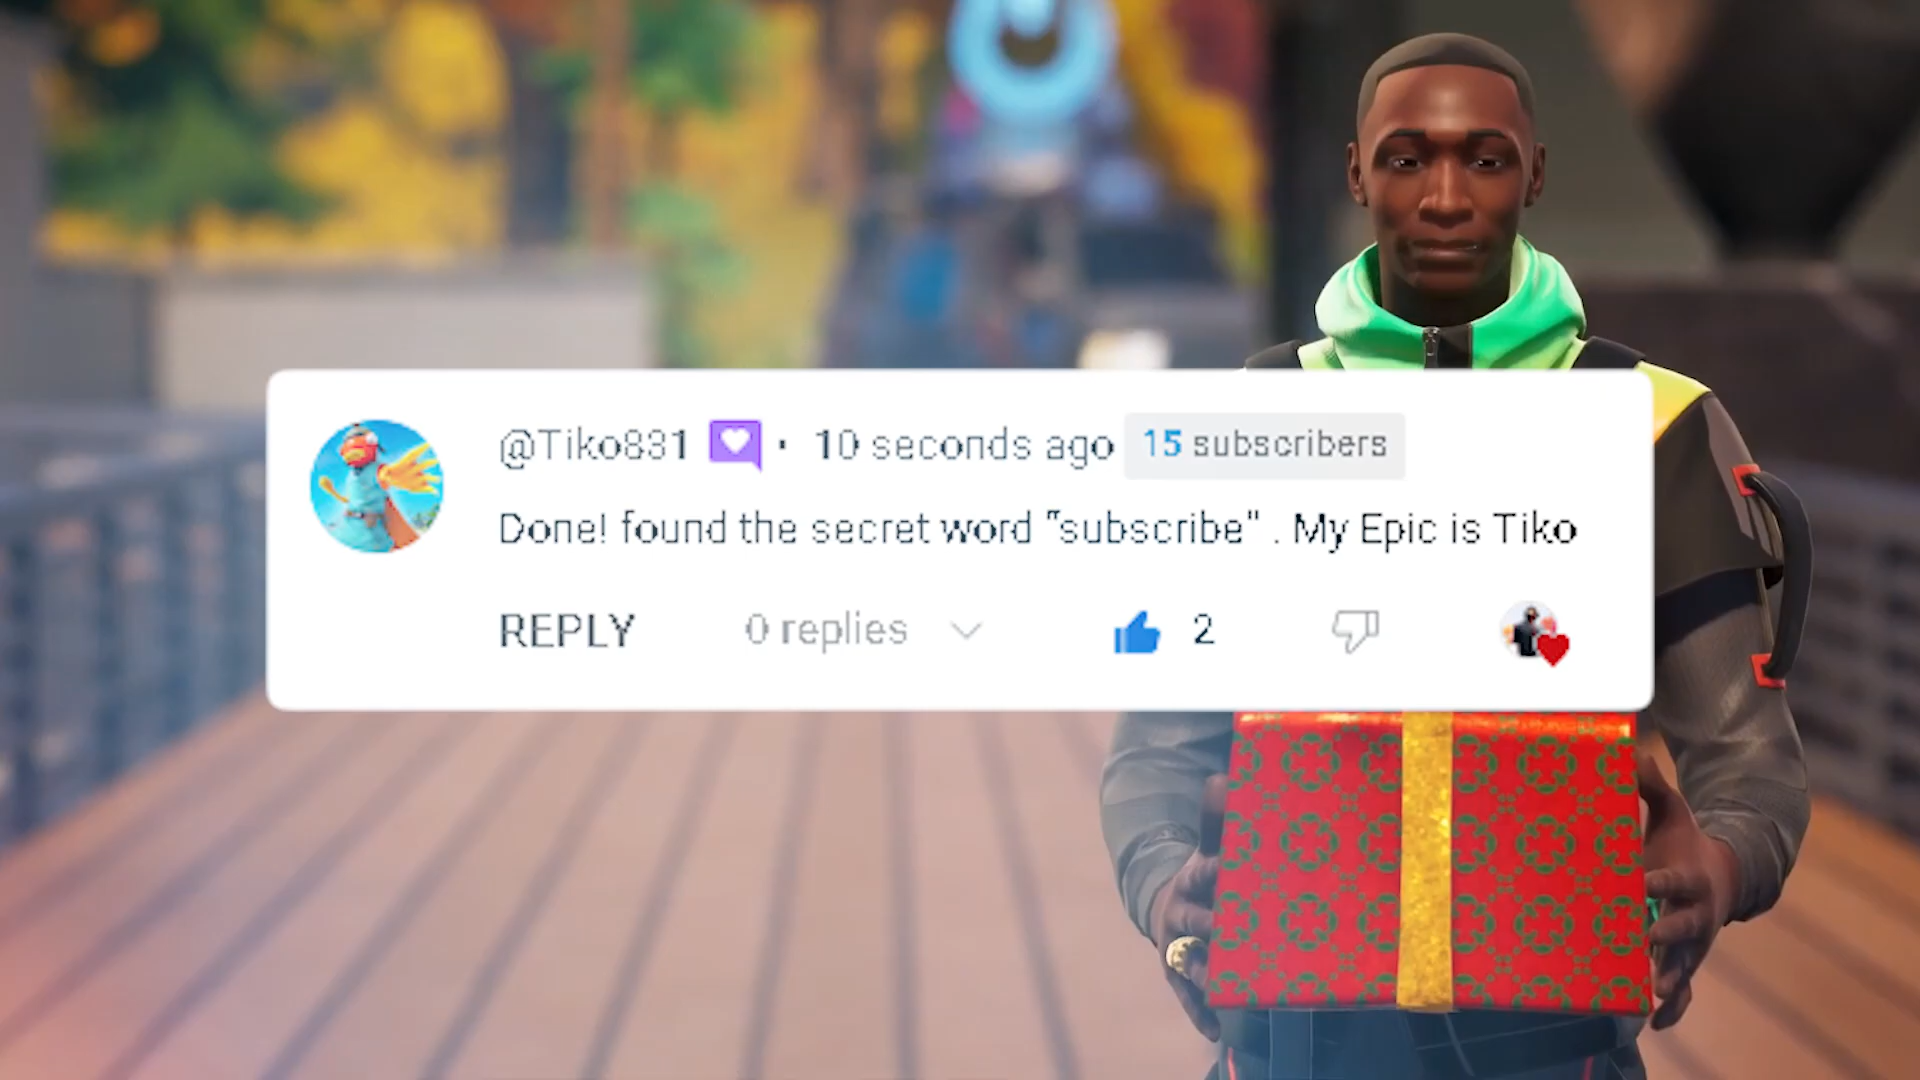 @Tiko831 · 10 seconds ago 15 subscribers
Done! found the secret word "subscribe" . My Epic is Tiko
REPLY 0 replies 2